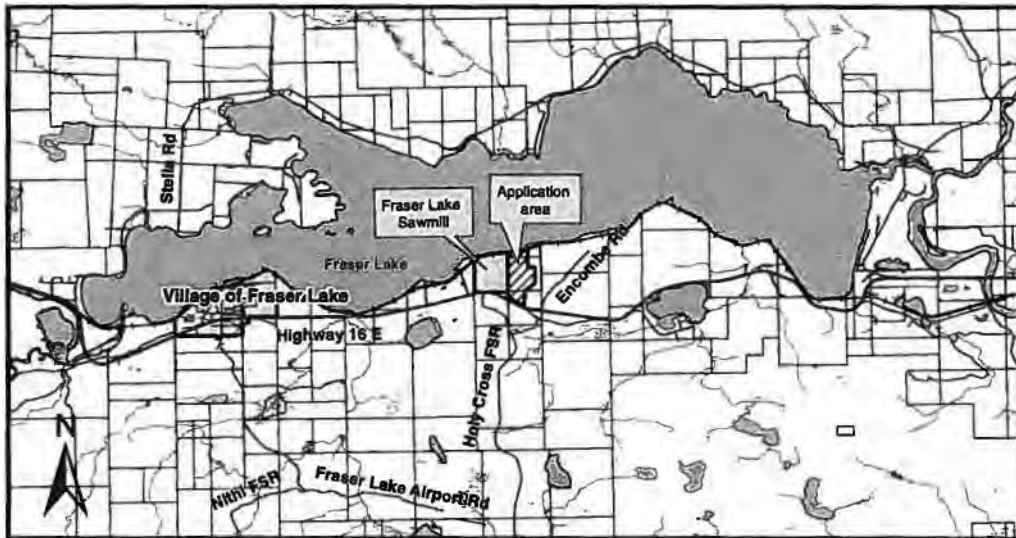 Stella Rd
Fraser Lake
Sawmill
Application
area
Encombe Rd
Fraser Lake
Village of Fraser Lake
Highway 16 E
Holy Cross FSR
N
Nithi FSR
Fraser Lake Airport Rd